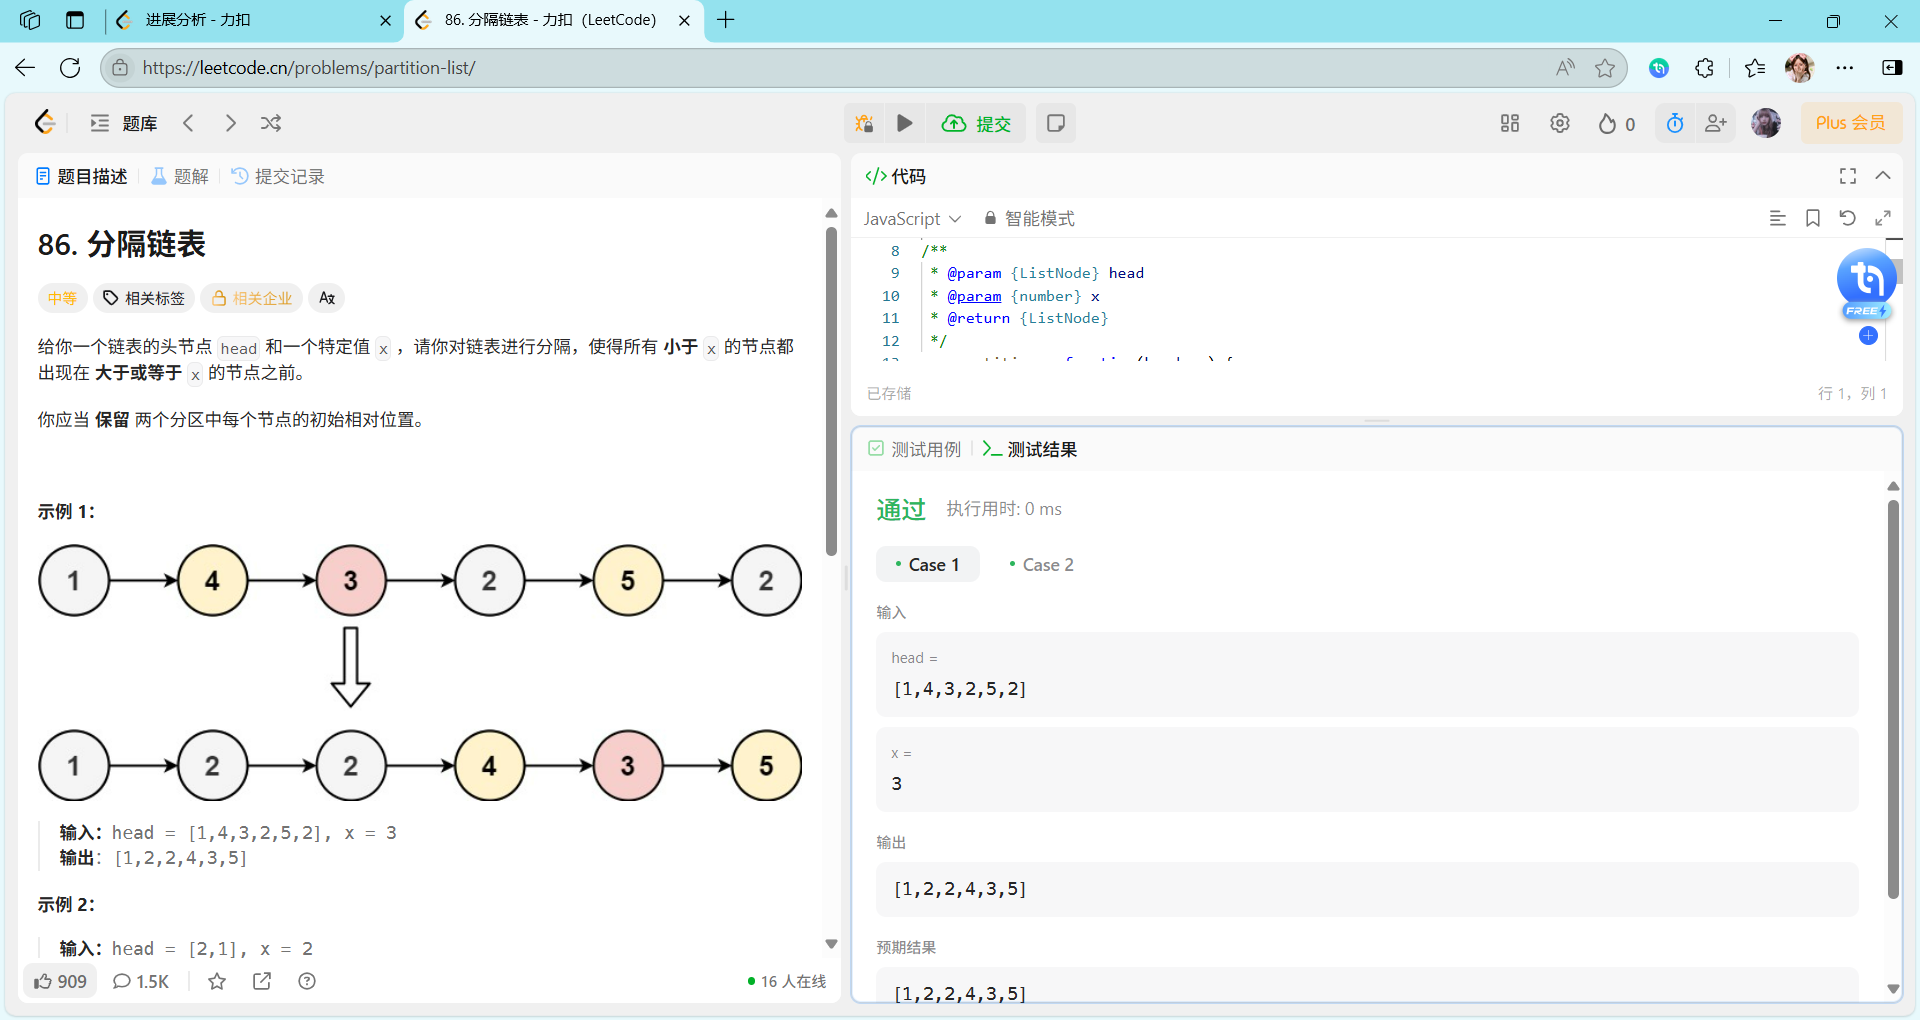 进展分析 - 力扣
86. 分隔链表 - 力扣（LeetCode）
https://leetcode.cn/problems/partition-list/
题库
提交
0
Plus 会员
题目描述
题解
提交记录
86. 分隔链表
中等
相关标签
相关企业
给你一个链表的头节点 head 和一个特定值 x ，请你对链表进行分隔，使得所有 小于 x 的节点都
出现在 大于或等于 x 的节点之前。
你应当 保留 两个分区中每个节点的初始相对位置。
示例 1：
1 4 3 2 5 2
1 2 2 4 3 5
输入：head = [1,4,3,2,5,2], x = 3
输出：[1,2,2,4,3,5]
示例 2：
输入：head = [2,1], x = 2
909
1.5K
16 人在线
</> 代码
JavaScript
智能模式
8 /**
9 * @param {ListNode} head
10 * @param {number} x
11 * @return {ListNode}
12 */
已存储
行 1，列 1
FREE
测试用例
测试结果
通过
执行用时: 0 ms
Case 1
Case 2
输入
head =
[1,4,3,2,5,2]
x =
3
输出
[1,2,2,4,3,5]
预期结果
[1,2,2,4,3,5]